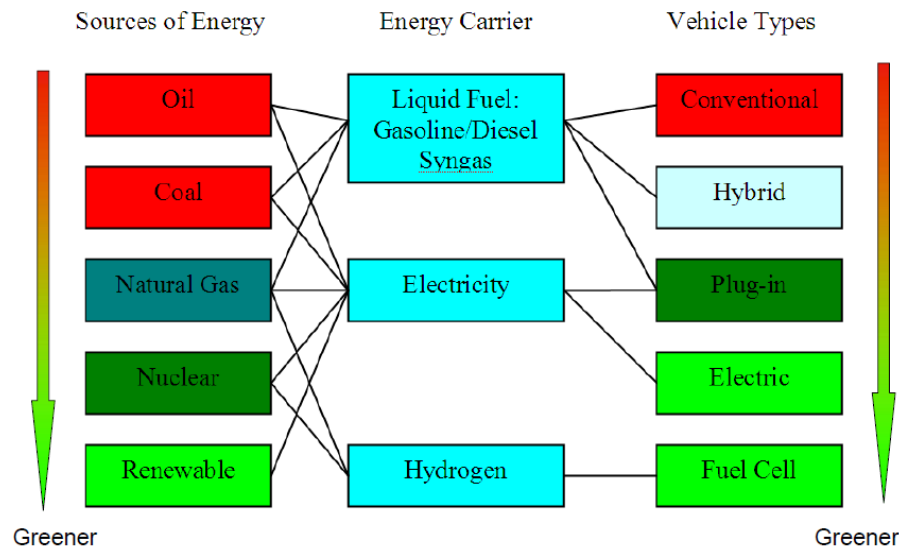 Sources of Energy
Energy Carrier
Vehicle Types
Oil
Liquid Fuel:
Gasoline/Diesel
Syngas
Conventional
Coal
Hybrid
Natural Gas
Electricity
Plug-in
Nuclear
Electric
Renewable
Hydrogen
Fuel Cell
Greener
Greener